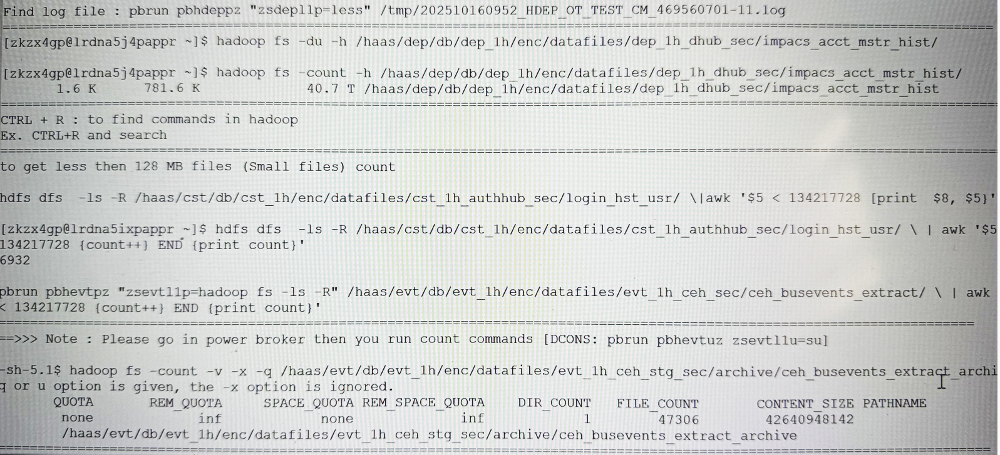 Find log file : pbrun pbhdeppz "zsdep11p=less" /tmp/202510160952_HDEP_OT_TEST_CM_469560701-11.log
================================================================================
[zkzx4gp@lrdna5j4pappr ~]$ hadoop fs -du -h /haas/dep/db/dep_1h/enc/datafiles/dep_1h_dhub_sec/impacs_acct_mstr_hist/
[zkzx4gp@lrdna5j4pappr ~]$ hadoop fs -count -h /haas/dep/db/dep_1h/enc/datafiles/dep_1h_dhub_sec/impacs_acct_mstr_hist/
1.6 K 781.6 K 40.7 T /haas/dep/db/dep_1h/enc/datafiles/dep_1h_dhub_sec/impacs_acct_mstr_hist
================================================================================
CTRL + R : to find commands in hadoop
Ex. CTRL+R and search
================================================================================
to get less then 128 MB files (Small files) count
hdfs dfs -ls -R /haas/cst/db/cst_1h/enc/datafiles/cst_1h_authhub_sec/login_hst_usr/ \|awk '$5 < 134217728 [print $8, $5}'
[zkzx4gp@lrdna5ixpappr ~]$ hdfs dfs -ls -R /haas/cst/db/cst_1h/enc/datafiles/cst_1h_authhub_sec/login_hst_usr/ \ | awk '$5
134217728 {count++} END {print count}'
6932
pbrun pbhevtpz "zsevt11p=hadoop fs -ls -R" /haas/evt/db/evt_1h/enc/datafiles/evt_1h_ceh_sec/ceh_busevents_extract/ \ | awk
< 134217728 {count++} END {print count}'
================================================================================
==>>> Note : Please go in power broker then you run count commands [DCONS: pbrun pbhevtuz zsevt11u=su]
-sh-5.1$ hadoop fs -count -v -x -q /haas/evt/db/evt_1h/enc/datafiles/evt_1h_ceh_stg_sec/archive/ceh_busevents_extract_archi
q or u option is given, the -x option is ignored.
QUOTA REM_QUOTA SPACE_QUOTA REM_SPACE_QUOTA DIR_COUNT FILE_COUNT CONTENT_SIZE PATHNAME
none inf none inf 1 47306 42640948142
/haas/evt/db/evt_1h/enc/datafiles/evt_1h_ceh_stg_sec/archive/ceh_busevents_extract_archive
================================================================================